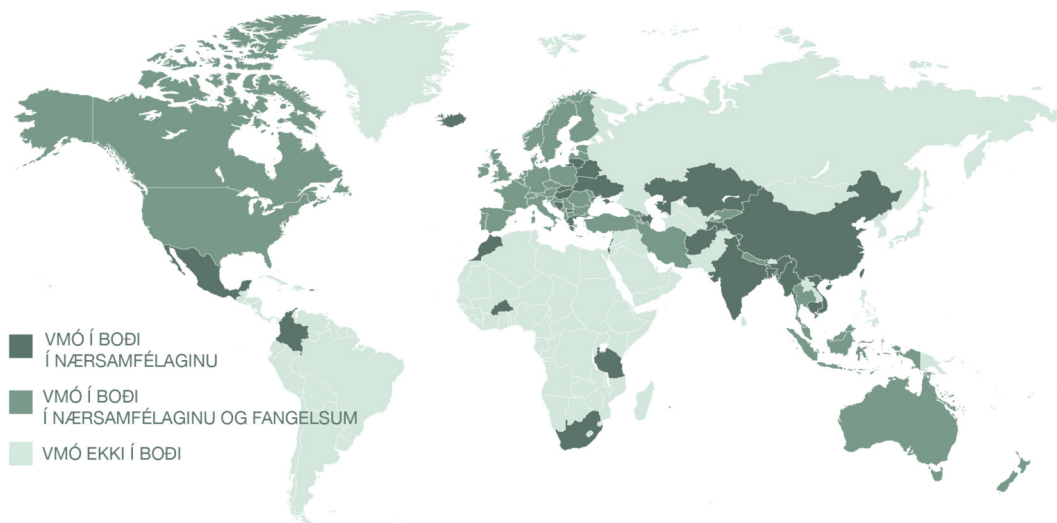 VMÓ Í BOÐI
Í NÆRSAMFÉLAGINU
VMÓ Í BOÐI
Í NÆRSAMFÉLAGINU OG FANGELSUM
VMÓ EKKI Í BOÐI